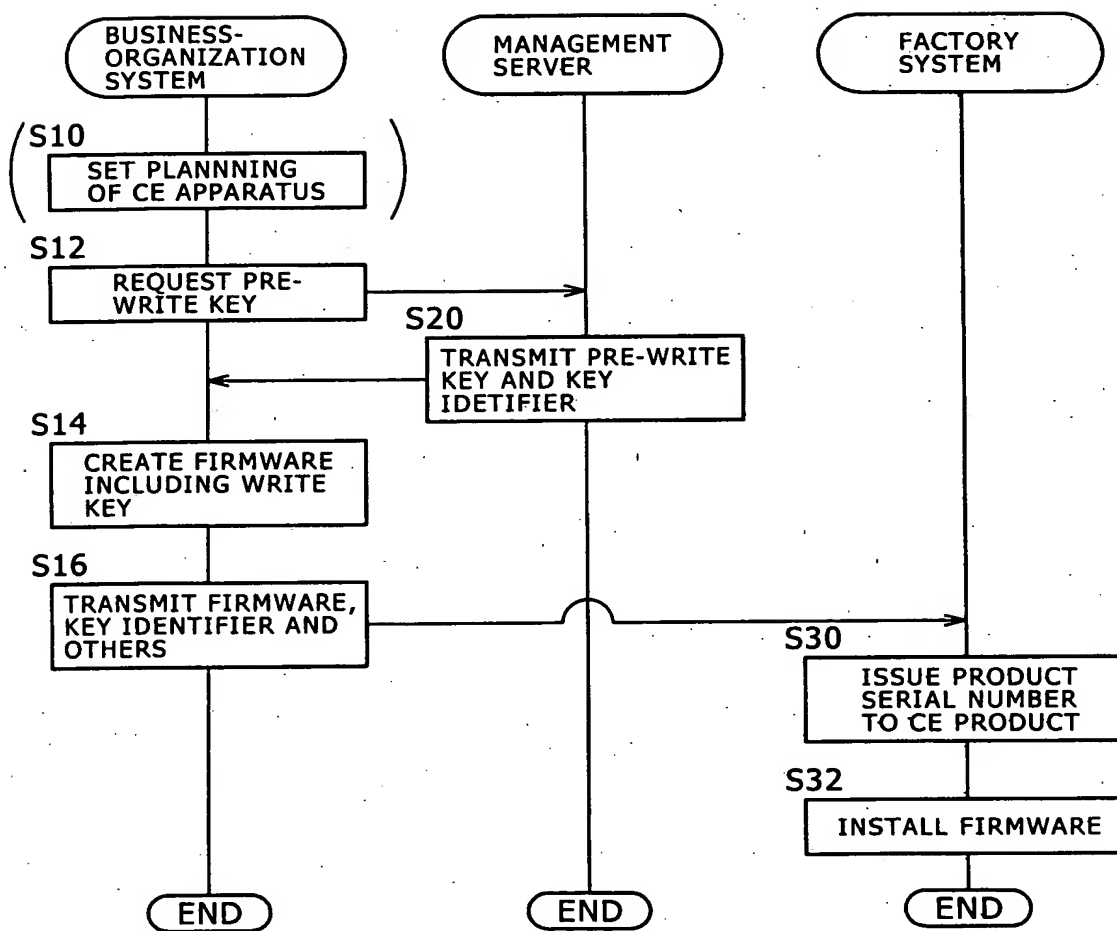 BUSINESS-
ORGANIZATION
SYSTEM
MANAGEMENT
SERVER
FACTORY
SYSTEM
S10
SET PLANNNING
OF CE APPARATUS
S12
REQUEST PRE-
WRITE KEY
S20
TRANSMIT PRE-WRITE
KEY AND KEY
IDETIFIER
S14
CREATE FIRMWARE
INCLUDING WRITE
KEY
S16
TRANSMIT FIRMWARE,
KEY IDENTIFIER AND
OTHERS
S30
ISSUE PRODUCT
SERIAL NUMBER
TO CE PRODUCT
S32
INSTALL FIRMWARE
END
END
END